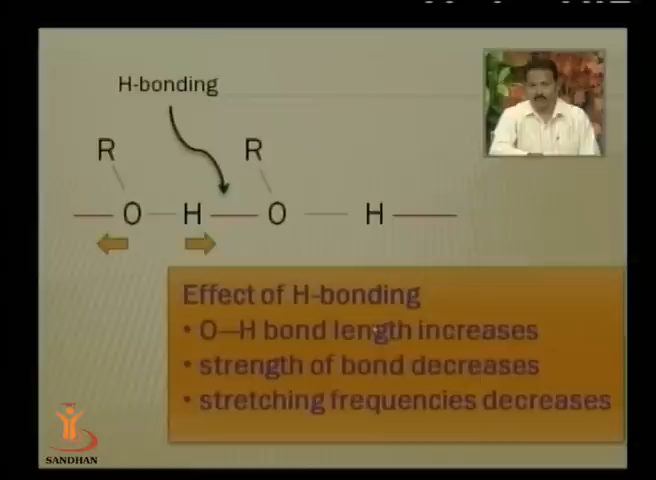 H-bonding
R R
O H O H
Effect of H-bonding
• O—H bond length increases
• strength of bond decreases
• stretching frequencies decreases
SANDHAN